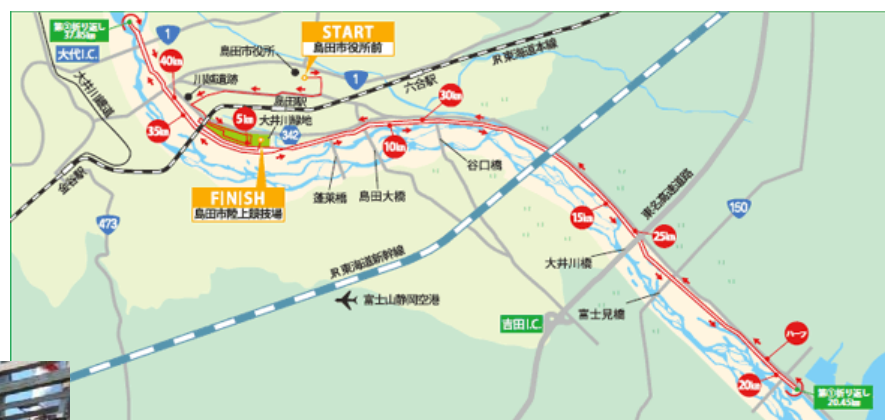 第②折り返し
37.85km
大代I.C.
1
START
島田市役所前
島田市役所
40km
川越遺跡
大井川鐵道
島田駅
1
六合駅
JR東海道本線
5km
大井川緑地
342
30km
35km
10km
谷口橋
FINISH
島田市陸上競技場
蓬莱橋
島田大橋
金谷駅
473
15km
東名高速道路
150
25km
大井川橋
JR東海道新幹線
富士山静岡空港
吉田I.C.
富士見橋
ハーフ
20km
第①折り返し
20.45km